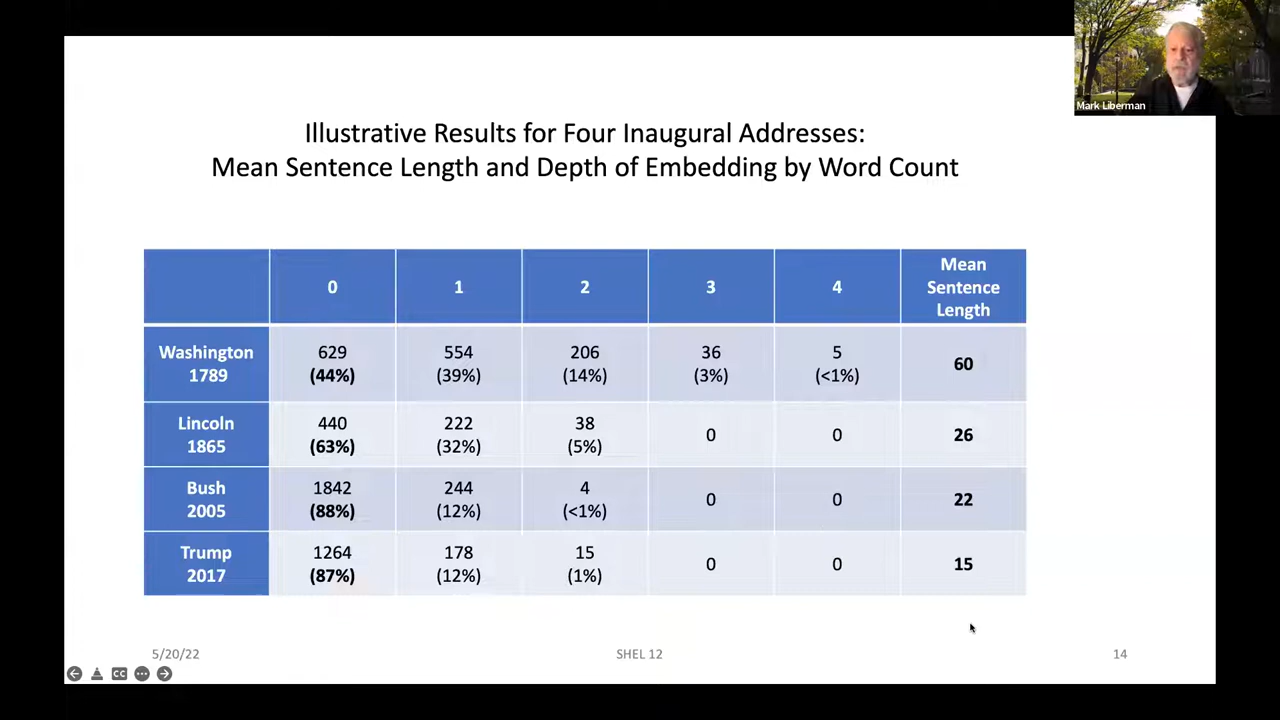 Mark Liberman
Illustrative Results for Four Inaugural Addresses:
Mean Sentence Length and Depth of Embedding by Word Count
0 1 2 3 4 Mean Sentence Length
Washington 1789 629 (44%) 554 (39%) 206 (14%) 36 (3%) 5 (<1%) 60
Lincoln 1865 440 (63%) 222 (32%) 38 (5%) 0 0 26
Bush 2005 1842 (88%) 244 (12%) 4 (<1%) 0 0 22
Trump 2017 1264 (87%) 178 (12%) 15 (1%) 0 0 15
5/20/22 SHEL 12 14
CC